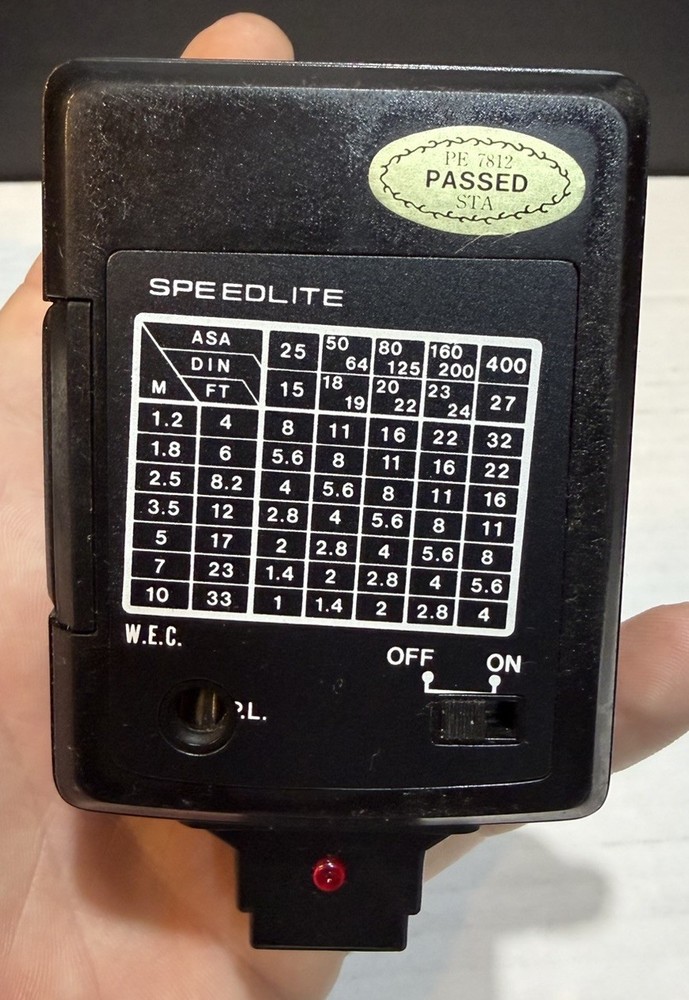 PE 7812
PASSED
STA
SPEEDLITE
ASA 25 50 64 80 125 160 200 400
DIN
M FT 15 18 19 20 22 23 24 27
1.2 4 8 11 16 22 32
1.8 6 5.6 8 11 16 22
2.5 8.2 4 5.6 8 11 16
3.5 12 2.8 4 5.6 8 11
5 17 2 2.8 4 5.6 8
7 23 1.4 2 2.8 4 5.6
10 33 1 1.4 2 2.8 4
W.E.C.
OFF ON
P.L.